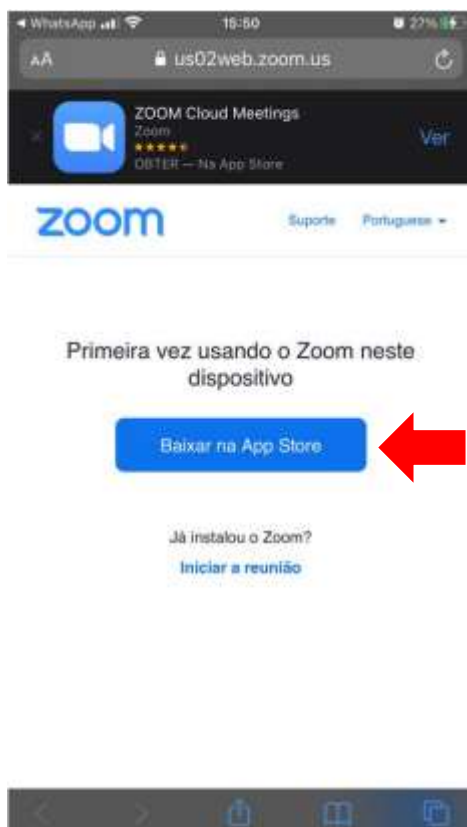 WhatsApp
15:50
27%
AA
us02web.zoom.us
ZOOM Cloud Meetings
Zoom
OBTER — Na App Store
Ver
zoom
Suporte
Portuguese
Primeira vez usando o Zoom neste
dispositivo
Baixar na App Store
Já instalou o Zoom?
Iniciar a reunião